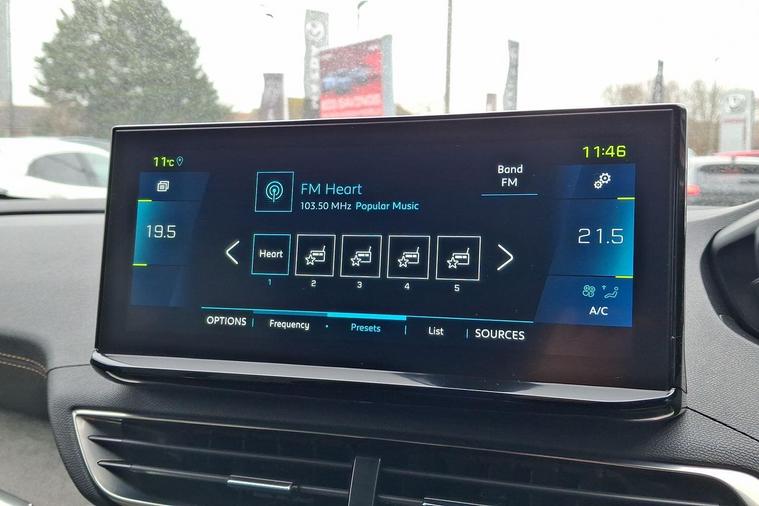 11°C
11:46
FM Heart
103.50 MHz Popular Music
Band
FM
19.5
21.5
Heart
1 2 3 4 5
A/C
OPTIONS Frequency Presets List SOURCES